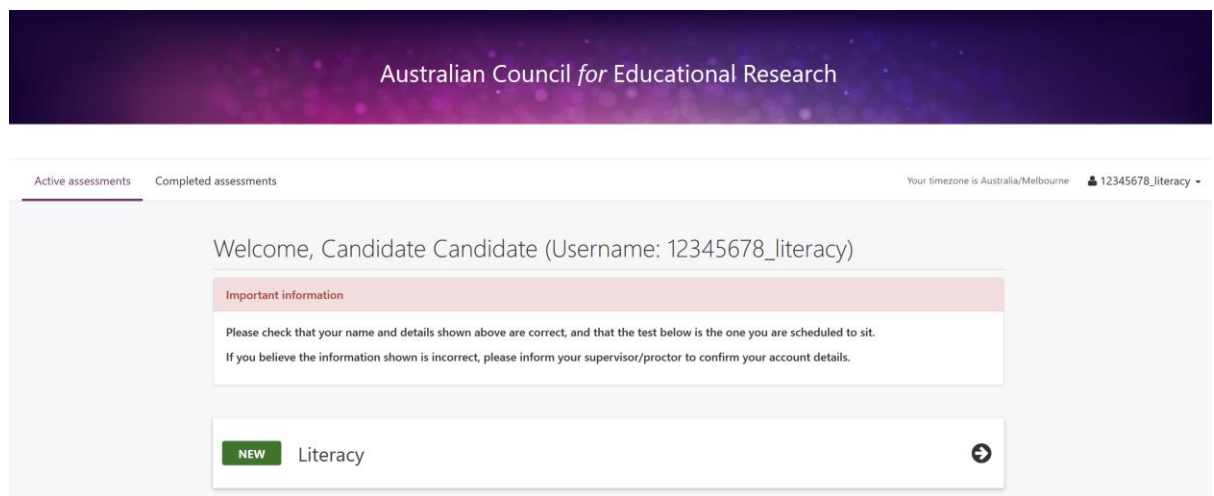 Australian Council for Educational Research
Active assessments Completed assessments Your timezone is Australia/Melbourne 12345678_literacy
Welcome, Candidate Candidate (Username: 12345678_literacy)
Important information
Please check that your name and details shown above are correct, and that the test below is the one you are scheduled to sit.
If you believe the information shown is incorrect, please inform your supervisor/proctor to confirm your account details.
NEW Literacy